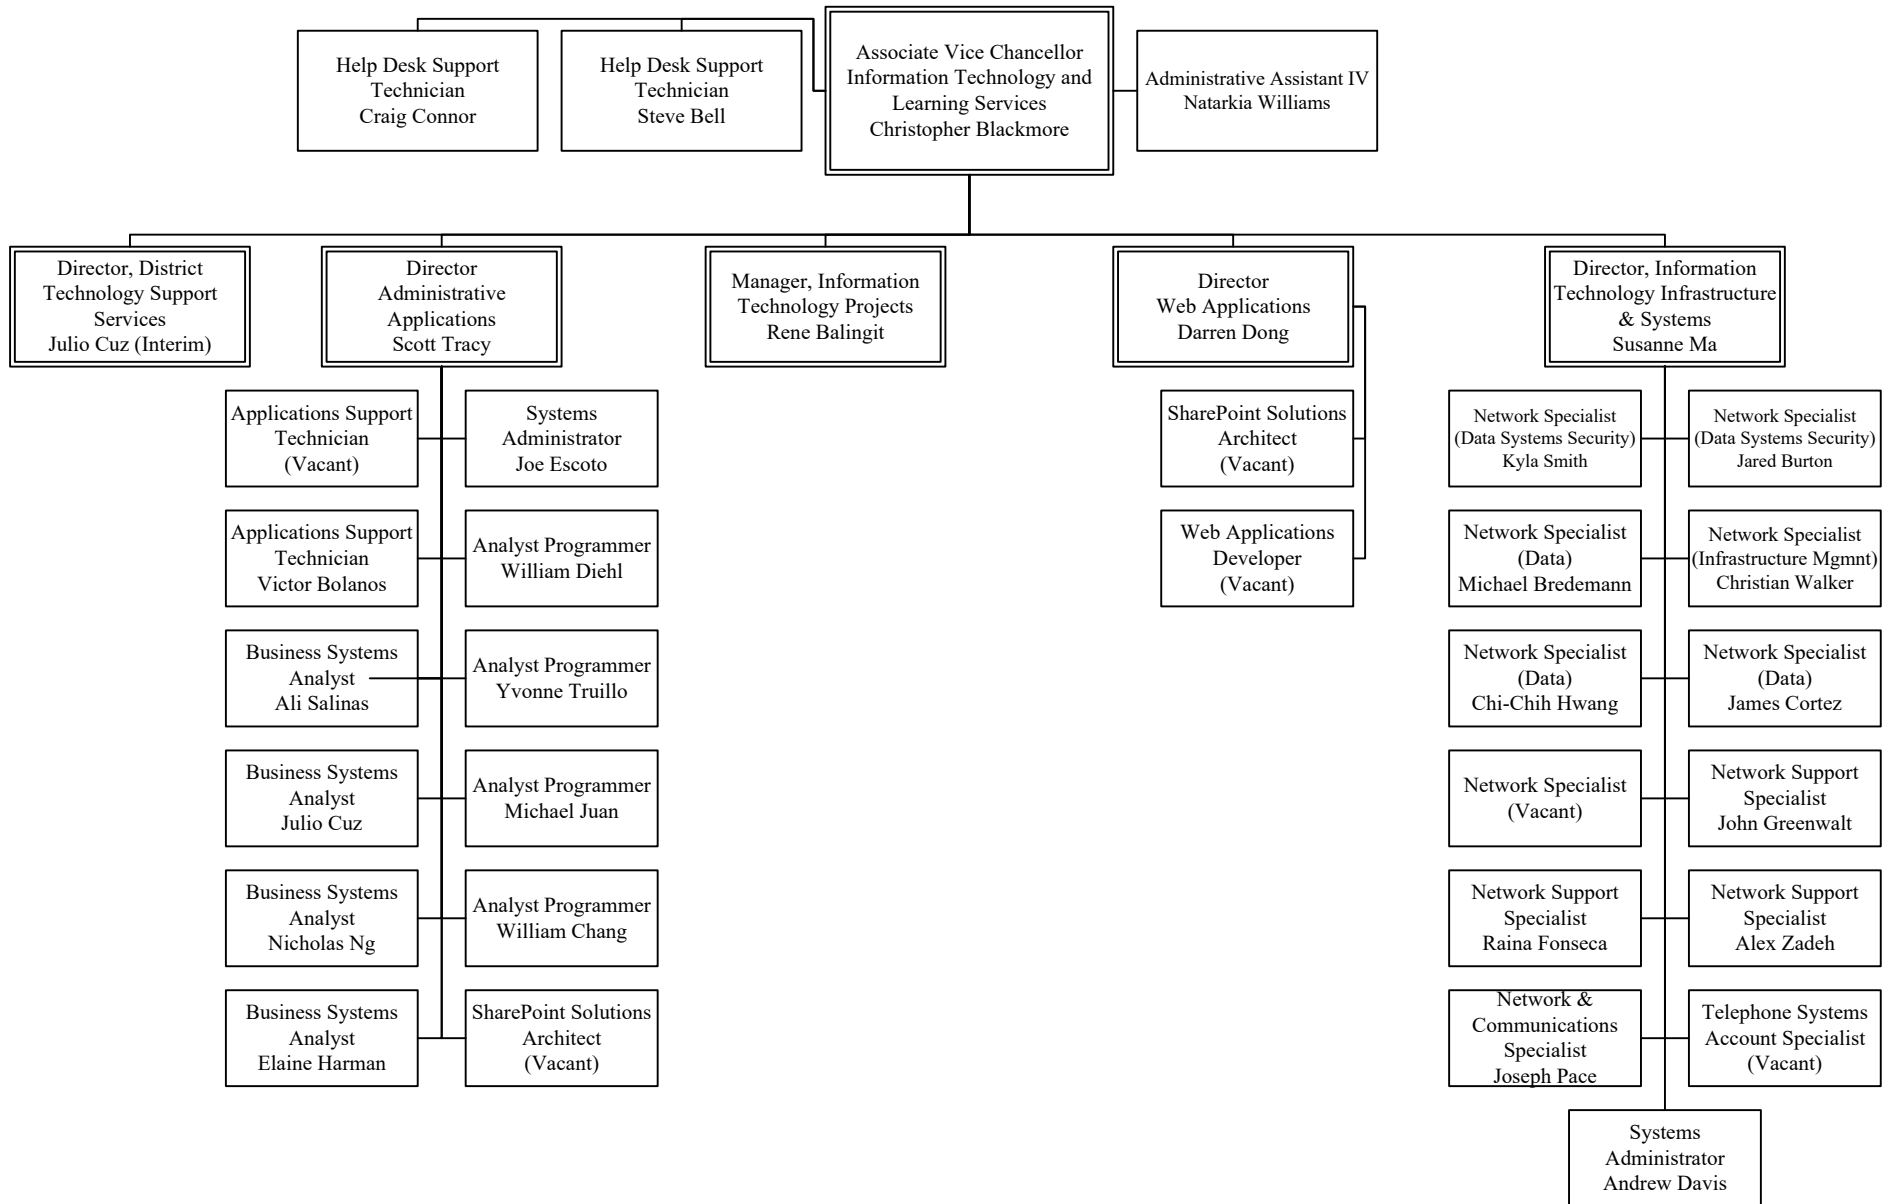 Help Desk Support
Technician
Craig Connor
Help Desk Support
Technician
Steve Bell
Associate Vice Chancellor
Information Technology and
Learning Services
Christopher Blackmore
Administrative Assistant IV
Natarkia Williams
Director, District
Technology Support
Services
Julio Cuz (Interim)
Director
Administrative
Applications
Scott Tracy
Manager, Information
Technology Projects
Rene Balingit
Director
Web Applications
Darren Dong
Director, Information
Technology Infrastructure
& Systems
Susanne Ma
Applications Support
Technician
(Vacant)
Systems
Administrator
Joe Escoto
Applications Support
Technician
Victor Bolanos
Analyst Programmer
William Diehl
Business Systems
Analyst
Ali Salinas
Analyst Programmer
Yvonne Truillo
Business Systems
Analyst
Julio Cuz
Analyst Programmer
Michael Juan
Business Systems
Analyst
Nicholas Ng
Analyst Programmer
William Chang
Business Systems
Analyst
Elaine Harman
SharePoint Solutions
Architect
(Vacant)
SharePoint Solutions
Architect
(Vacant)
Web Applications
Developer
(Vacant)
Network Specialist
(Data Systems Security)
Kyla Smith
Network Specialist
(Data Systems Security)
Jared Burton
Network Specialist
(Data)
Michael Bredemann
Network Specialist
(Infrastructure Mgmnt)
Christian Walker
Network Specialist
(Data)
Chi-Chih Hwang
Network Specialist
(Data)
James Cortez
Network Specialist
(Vacant)
Network Support
Specialist
John Greenwalt
Network Support
Specialist
Raina Fonseca
Network Support
Specialist
Alex Zadeh
Network &
Communications
Specialist
Joseph Pace
Telephone Systems
Account Specialist
(Vacant)
Systems
Administrator
Andrew Davis